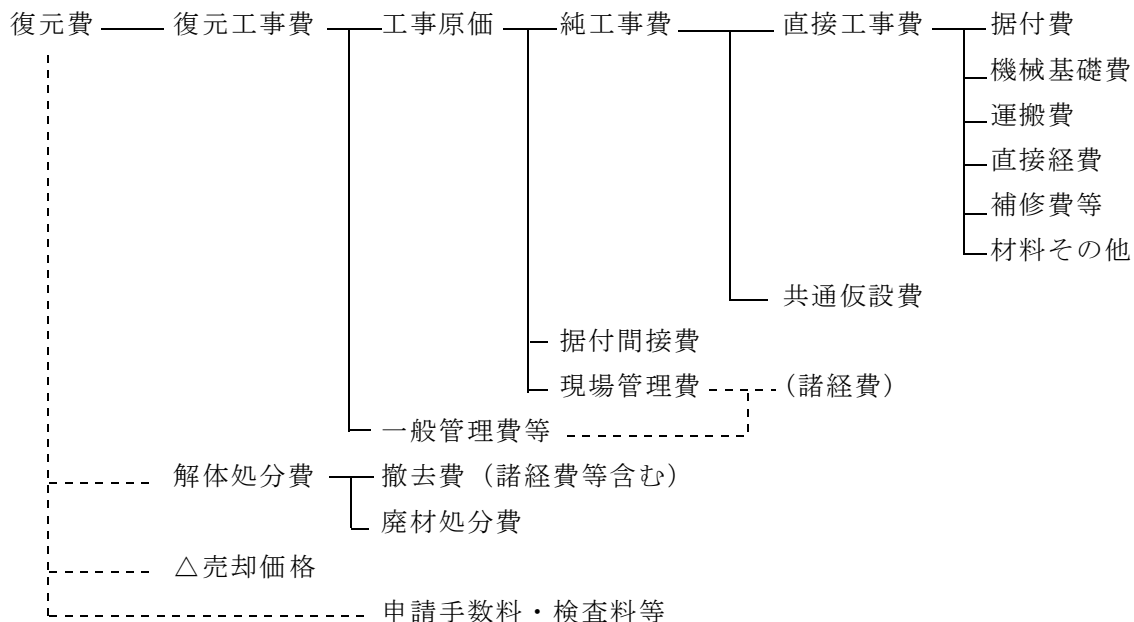 復元費 復元工事費 工事原価 純工事費 直接工事費 据付費
機械基礎費
運搬費
直接経費
補修費等
材料その他
共通仮設費
据付間接費
現場管理費 (諸経費)
一般管理費等
解体処分費 撤去費（諸経費等含む）
廃材処分費
△売却価格
申請手数料・検査料等